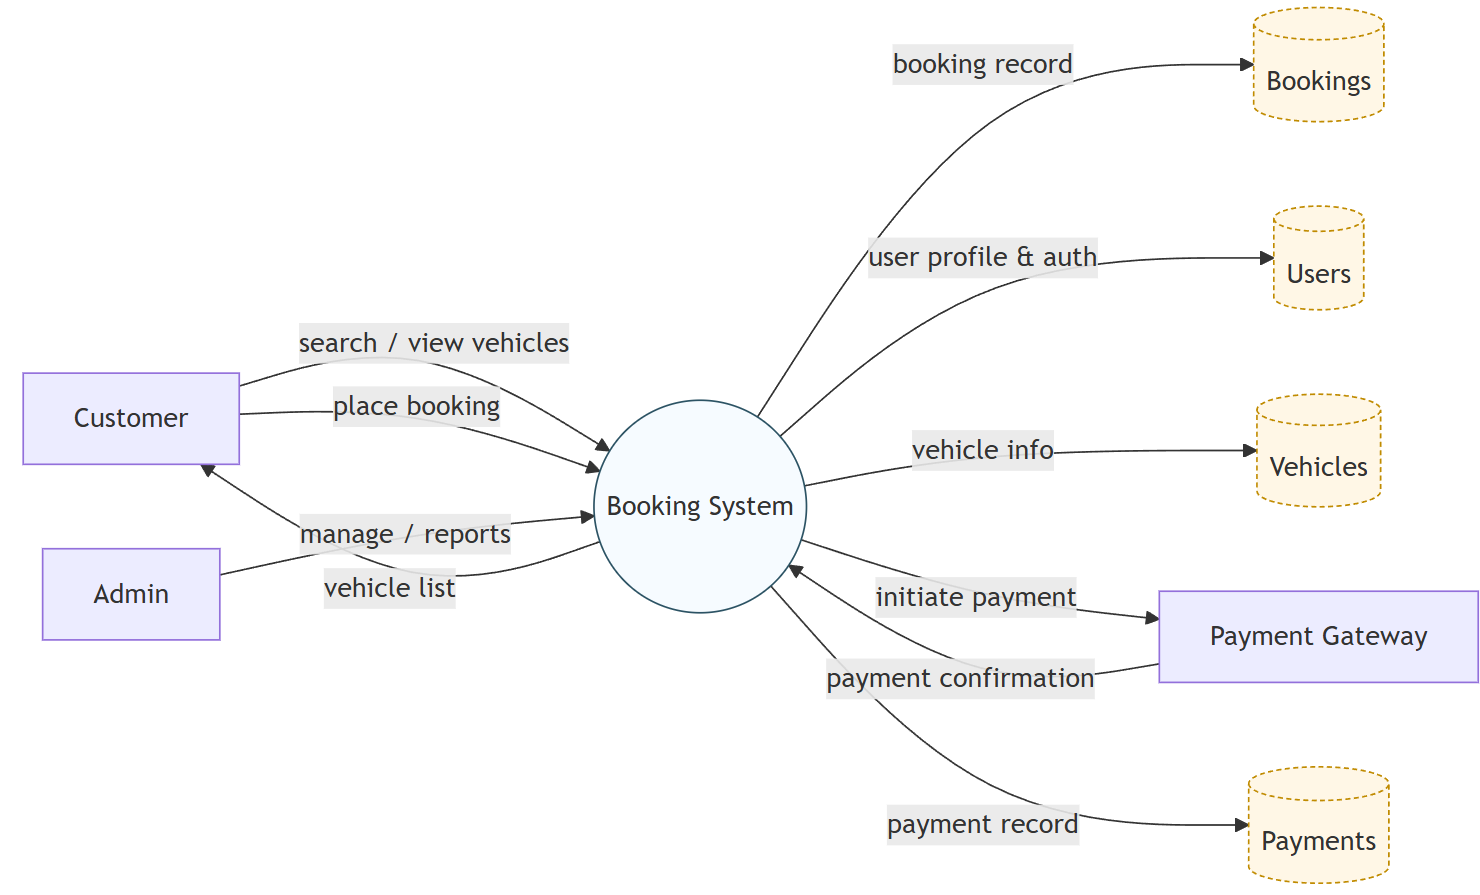 booking record
Bookings
user profile & auth
Users
search / view vehicles
place booking
Customer
vehicle info
Vehicles
Booking System
manage / reports
vehicle list
Admin
initiate payment
Payment Gateway
payment confirmation
payment record
Payments